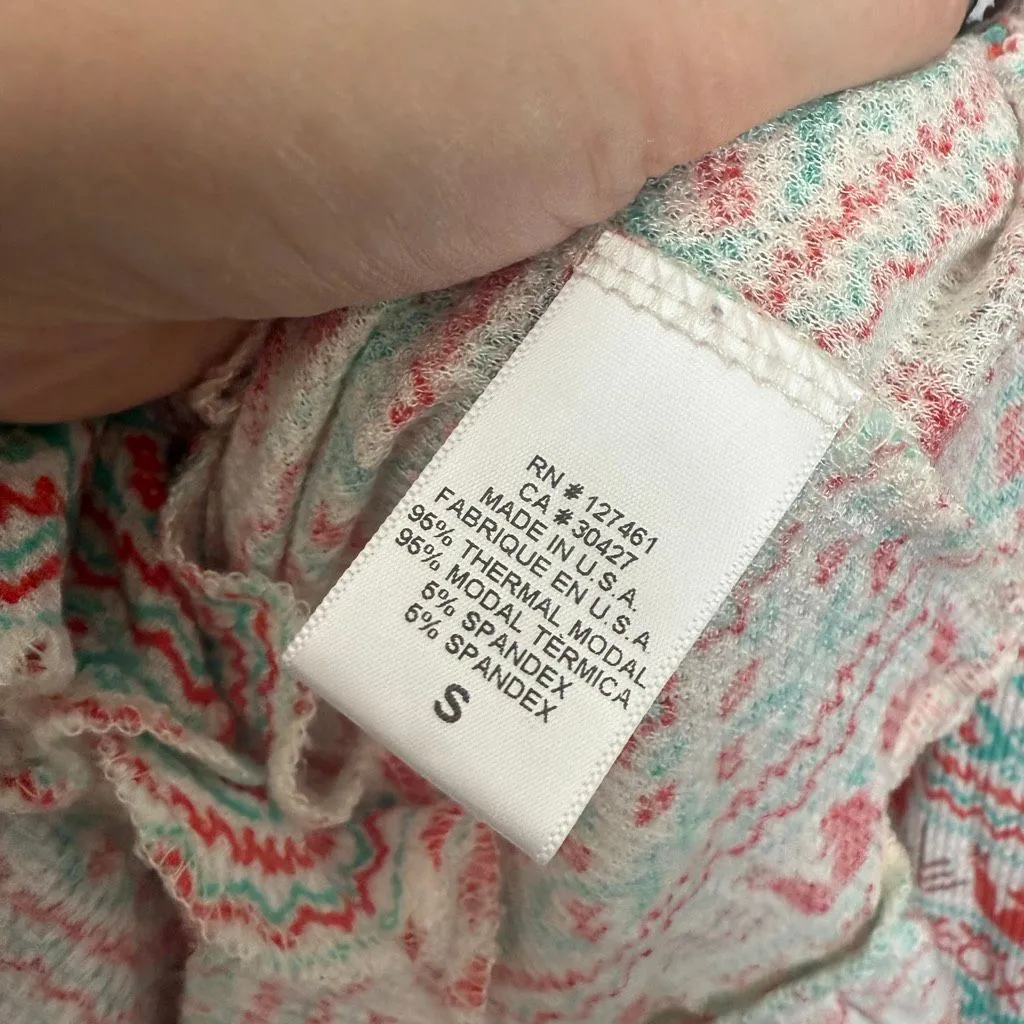 RN # 127461
CA # 30427
MADE IN U.S.A.
FABRIQUE EN U.S.A
95% THERMAL MODAL
95% MODAL TERMICA
5% SPANDEX
5% SPANDEX
S